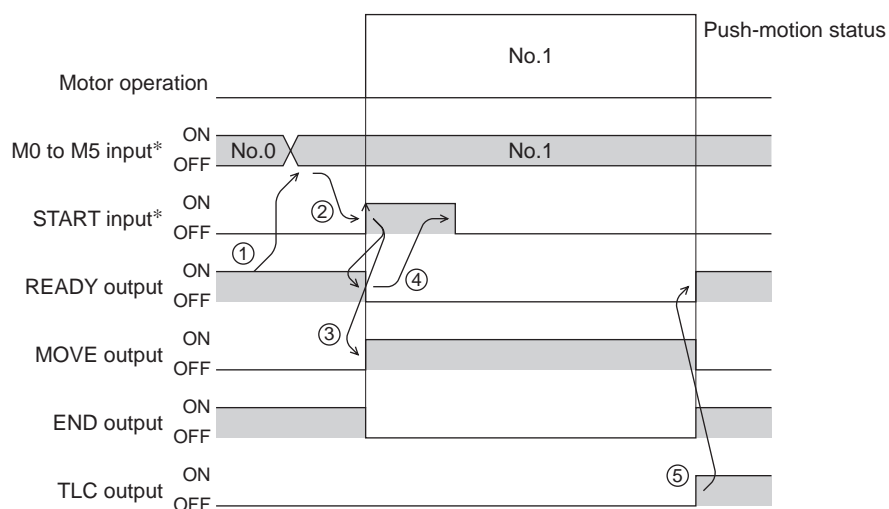 Push-motion status
No.1
Motor operation
M0 to M5 input*
ON
OFF
No.0
No.1
START input*
ON
OFF
②
①
④
READY output
ON
OFF
③
MOVE output
ON
OFF
END output
ON
OFF
⑤
TLC output
ON
OFF